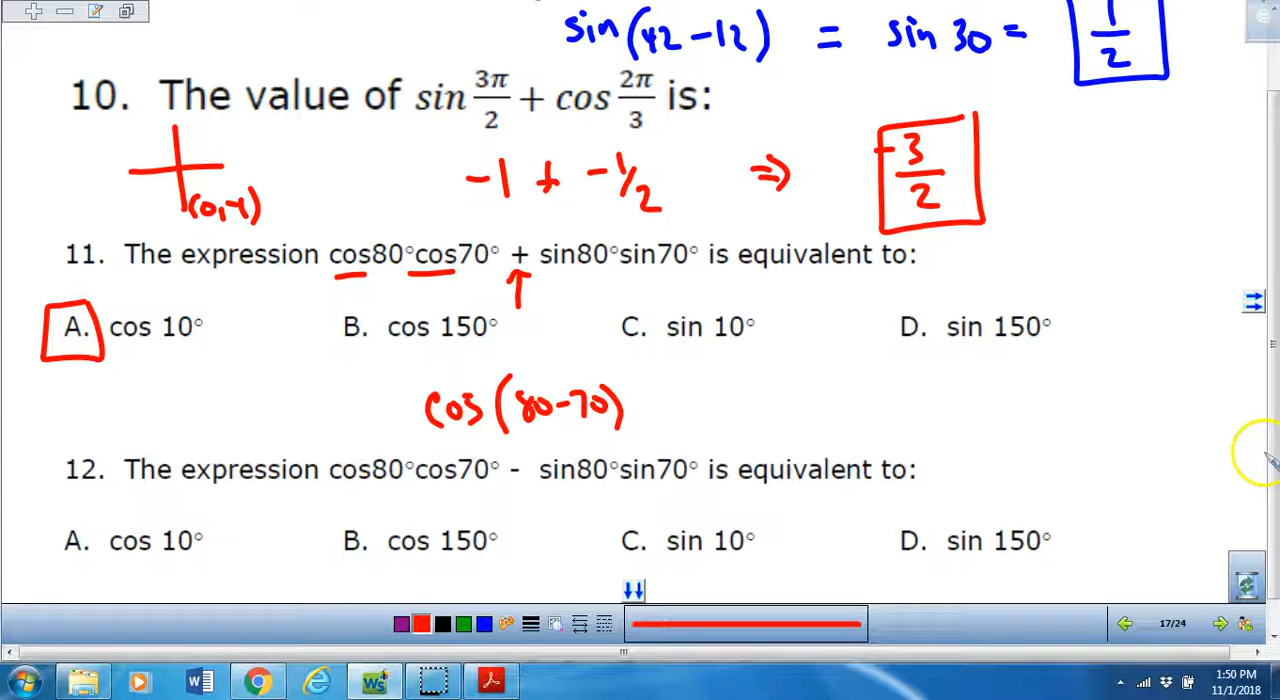 sin(42-12) = sin 30 = 1/2
10. The value of sin 3π/2 + cos 2π/3 is:
-1 + -1/2 ⇒ -3/2
(0,-1)
11. The expression cos80°cos70° + sin80°sin70° is equivalent to:
A. cos 10° B. cos 150° C. sin 10° D. sin 150°
cos(80-70)
12. The expression cos80°cos70° - sin80°sin70° is equivalent to:
A. cos 10° B. cos 150° C. sin 10° D. sin 150°
17/24
1:50 PM
11/1/2018